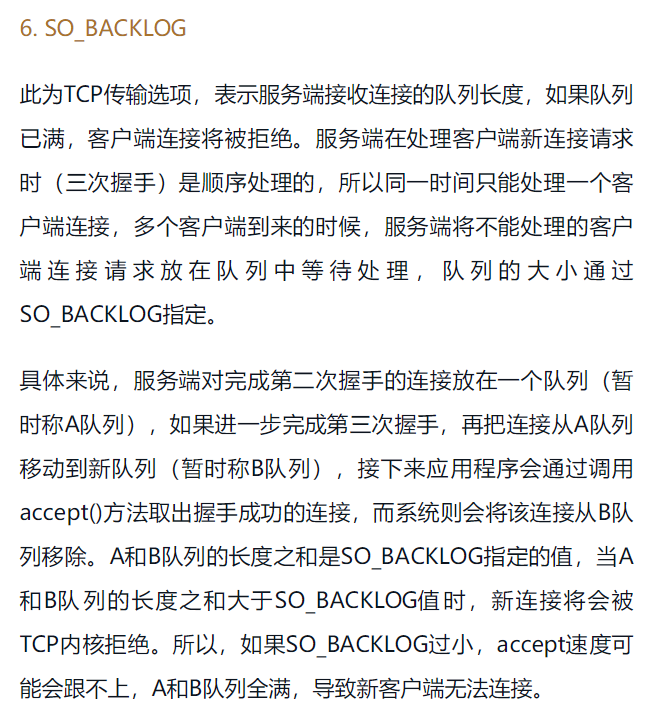 6. SO_BACKLOG
此为TCP传输选项，表示服务端接收连接的队列长度，如果队列
已满，客户端连接将被拒绝。服务端在处理客户端新连接请求
时（三次握手）是顺序处理的，所以同一时间只能处理一个客
户端连接，多个客户端到来的时候，服务端将不能处理的客户
端连接请求放在队列中等待处理，队列的大小通过
SO_BACKLOG指定。
具体来说，服务端对完成第二次握手的连接放在一个队列（暂
时称A队列），如果进一步完成第三次握手，再把连接从A队列
移动到新队列（暂时称B队列），接下来应用程序会通过调用
accept()方法取出握手成功的连接，而系统则会将该连接从B队
列移除。A和B队列的长度之和是SO_BACKLOG指定的值，当A
和B队列的长度之和大于SO_BACKLOG值时，新连接将会被
TCP内核拒绝。所以，如果SO_BACKLOG过小，accept速度可
能会跟不上，A和B队列全满，导致新客户端无法连接。